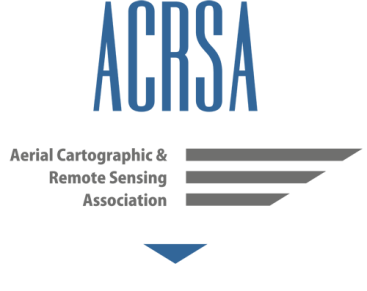 ACRSA
Aerial Cartographic &
Remote Sensing
Association